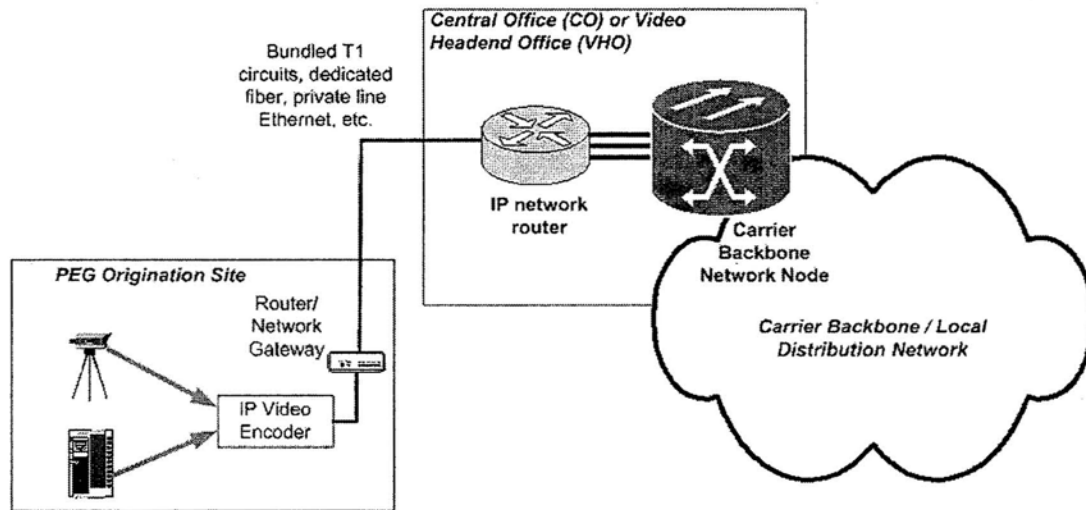 Central Office (CO) or Video
Headend Office (VHO)
Bundled T1
circuits, dedicated
fiber, private line
Ethernet, etc.
IP network
router
Carrier
Backbone
Network Node
PEG Origination Site
Router/
Network
Gateway
IP Video
Encoder
Carrier Backbone / Local
Distribution Network